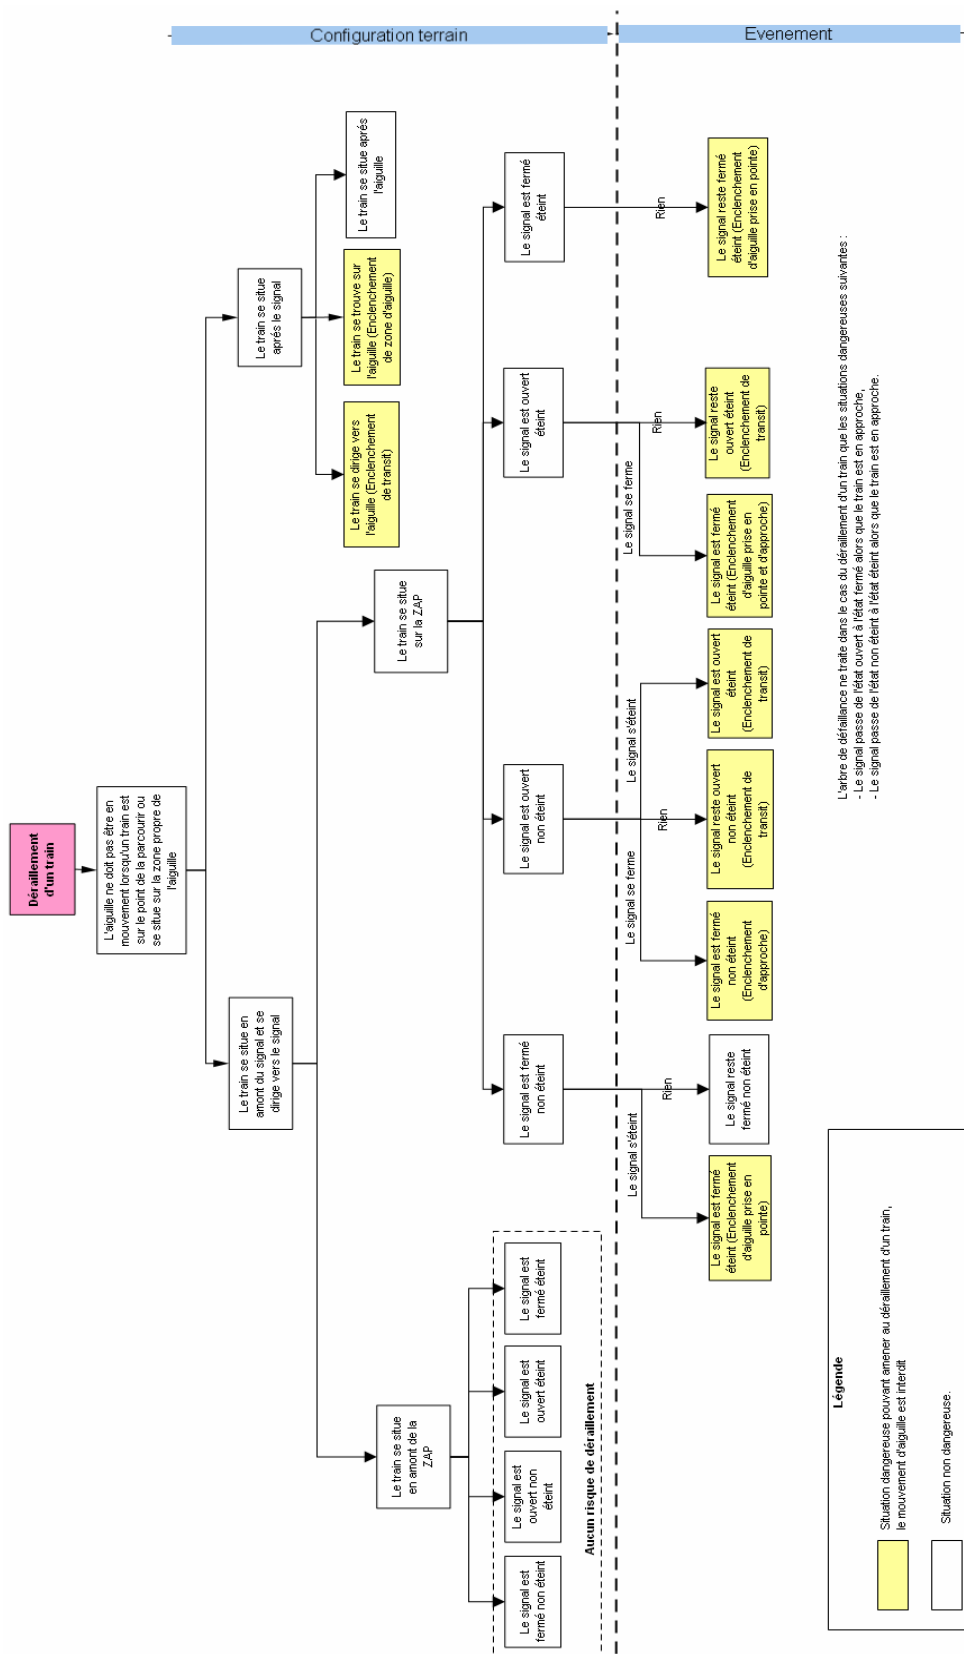 Configuration terrain
Evenement
Déraillement
d'un train
L'aiguille ne doit pas être en
mouvement lorsqu'un train est
sur le point de la parcourir ou
se situe sur la zone propre de
l'aiguille
Le train se situe en
amont du signal et se
dirige vers le signal
Le train se situe
aprés le signal
Le train se situe
en amont de la
ZAP
Le train se situe
sur la ZAP
Le train se dirige vers
l'aiguille (Enclenchement
de transit)
Le train se trouve sur
l'aiguille (Enclenchement
de zone d'aiguille)
Le train se situe aprés
l'aiguille
Le signal est
fermé non éteint
Le signal est
ouvert non
éteint
Le signal est
ouvert éteint
Le signal est
fermé éteint
Aucun risque de déraillement
Le signal est fermé
non éteint
Le signal est ouvert
non éteint
Le signal est ouvert
éteint
Le signal est fermé
éteint
Le signal s'éteint
Rien
Le signal se ferme
Rien
Le signal s'éteint
Le signal se ferme
Rien
Rien
Le signal est fermé
éteint (Enclenchement
d'aiguille prise en
pointe)
Le signal reste
fermé non éteint
Le signal est fermé
non éteint
(Enclenchement
d'approche)
Le signal reste ouvert
non éteint
(Enclenchement de
transit)
Le signal est ouvert
éteint
(Enclenchement de
transit)
Le signal est fermé
éteint (Enclenchement
d'aiguille prise en
pointe et d'approche)
Le signal reste
ouvert éteint
(Enclenchement de
transit)
Le signal reste fermé
éteint (Enclenchement
d'aiguille prise en pointe)
L'arbre de défaillance ne traite dans le cas du déraillement d'un train que les situations dangereuses suivantes :
- Le signal passe de l'état ouvert à l'état fermé alors que le train est en approche,
- Le signal passe de l'état non éteint à l'état éteint alors que le train est en approche.
Légende
Situation dangereuse pouvant amener au déraillement d'un train,
le mouvement d'aiguille est interdit
Situation non dangereuse.